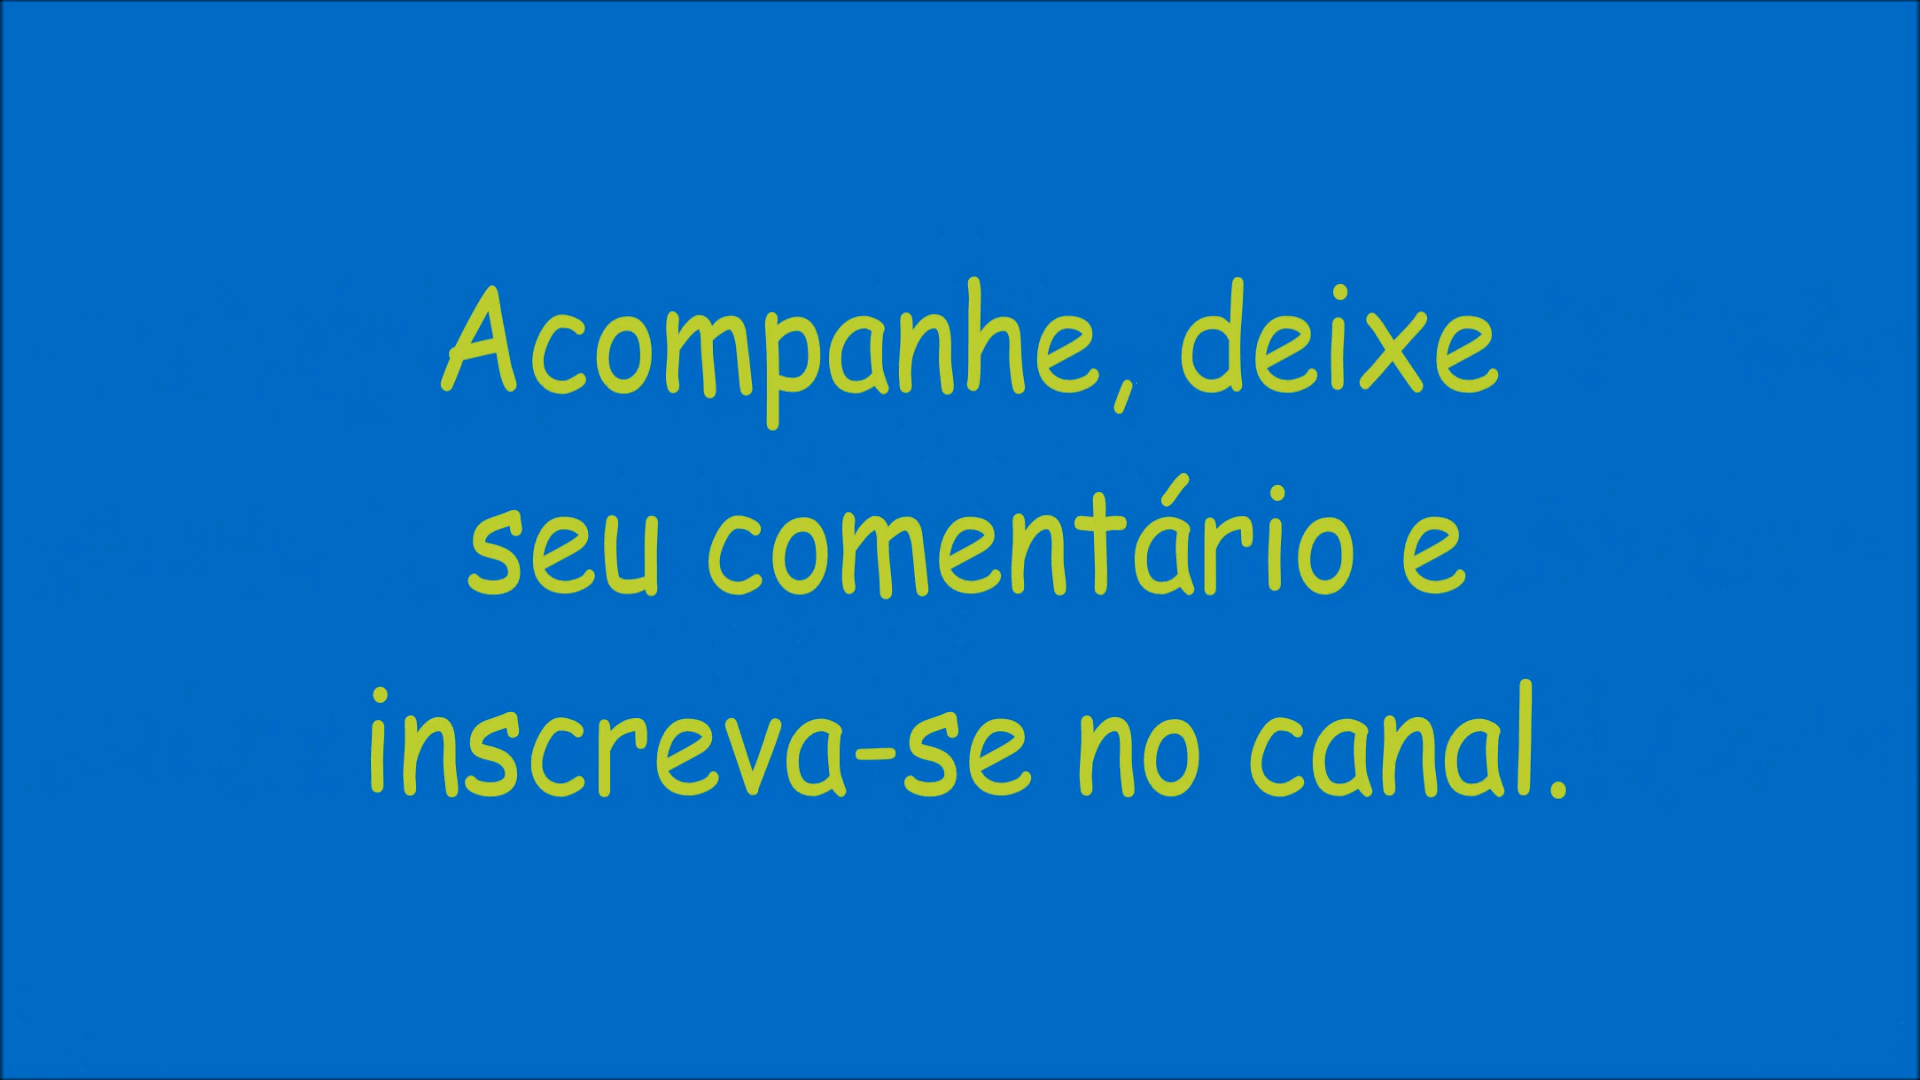 Acompanhe, deixe
seu comentário e
inscreva-se no canal.